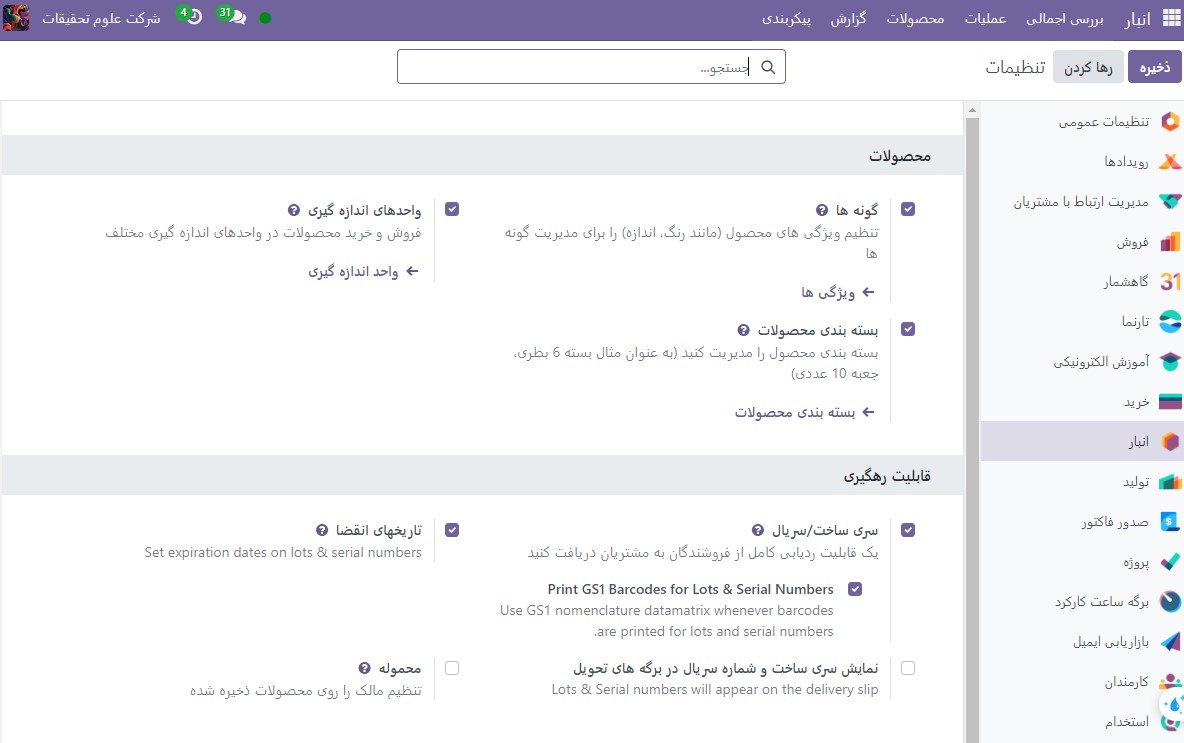 انبار
بررسی اجمالی
عملیات
محصولات
گزارش
پیکربندی
31
4
شرکت علوم تحقیقات
ذخیره
رها کردن
تنظیمات
جستجو...
تنظیمات عمومی
رویدادها
مدیریت ارتباط با مشتریان
فروش
31
گاهشمار
تارنما
آموزش الکترونیکی
خرید
انبار
تولید
صدور فاکتور
پروژه
برگه ساعت کارکرد
بازاریابی ایمیل
کارمندان
استخدام
محصولات
گونه ها
تنظیم ویژگی های محصول (مانند رنگ، اندازه) را برای مدیریت گونه
ها
ویژگی ها
واحدهای اندازه گیری
فروش و خرید محصولات در واحدهای اندازه گیری مختلف
واحد اندازه گیری
بسته بندی محصولات
بسته بندی محصول را مدیریت کنید (به عنوان مثال بسته 6 بطری،
جعبه 10 عددی)
بسته بندی محصولات
قابلیت رهگیری
سری ساخت/سریال
یک قابلیت ردیابی کامل از فروشندگان به مشتریان دریافت کنید
Print GS1 Barcodes for Lots & Serial Numbers
Use GS1 nomenclature datamatrix whenever barcodes
are printed for lots and serial numbers.
تاریخهای انقضا
Set expiration dates on lots & serial numbers
نمایش سری ساخت و شماره سریال در برگه های تحویل
Lots & Serial numbers will appear on the delivery slip
محموله
تنظیم مالک را روی محصولات ذخیره شده